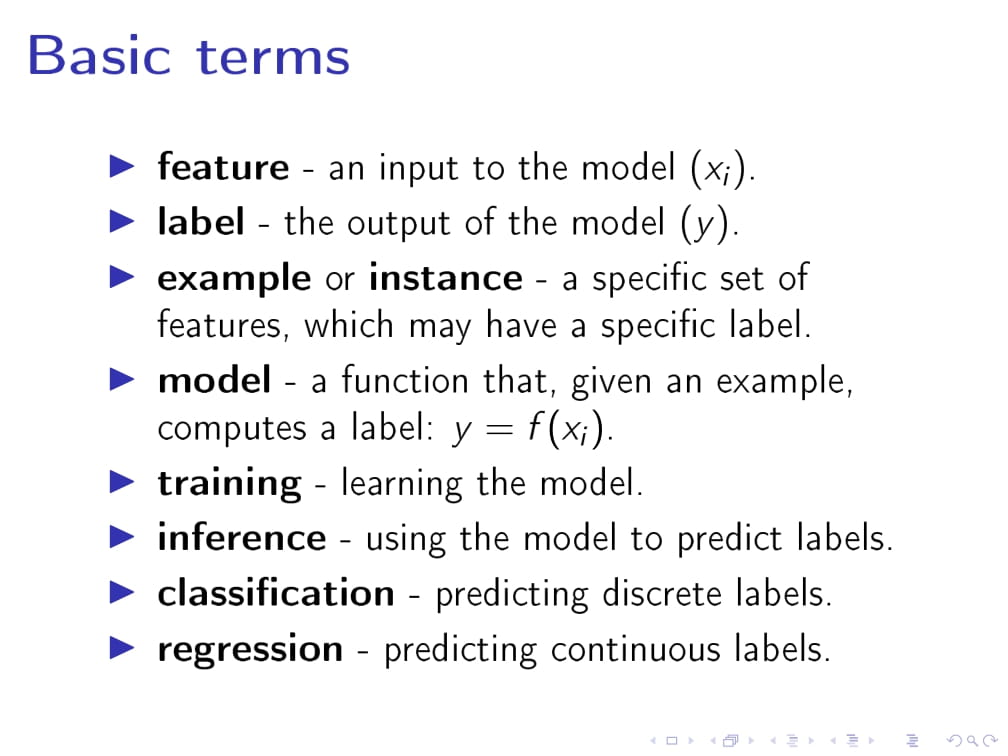 Basic terms
▶ feature - an input to the model (xᵢ).
▶ label - the output of the model (y).
▶ example or instance - a specific set of
features, which may have a specific label.
▶ model - a function that, given an example,
computes a label: y = f(xᵢ).
▶ training - learning the model.
▶ inference - using the model to predict labels.
▶ classification - predicting discrete labels.
▶ regression - predicting continuous labels.